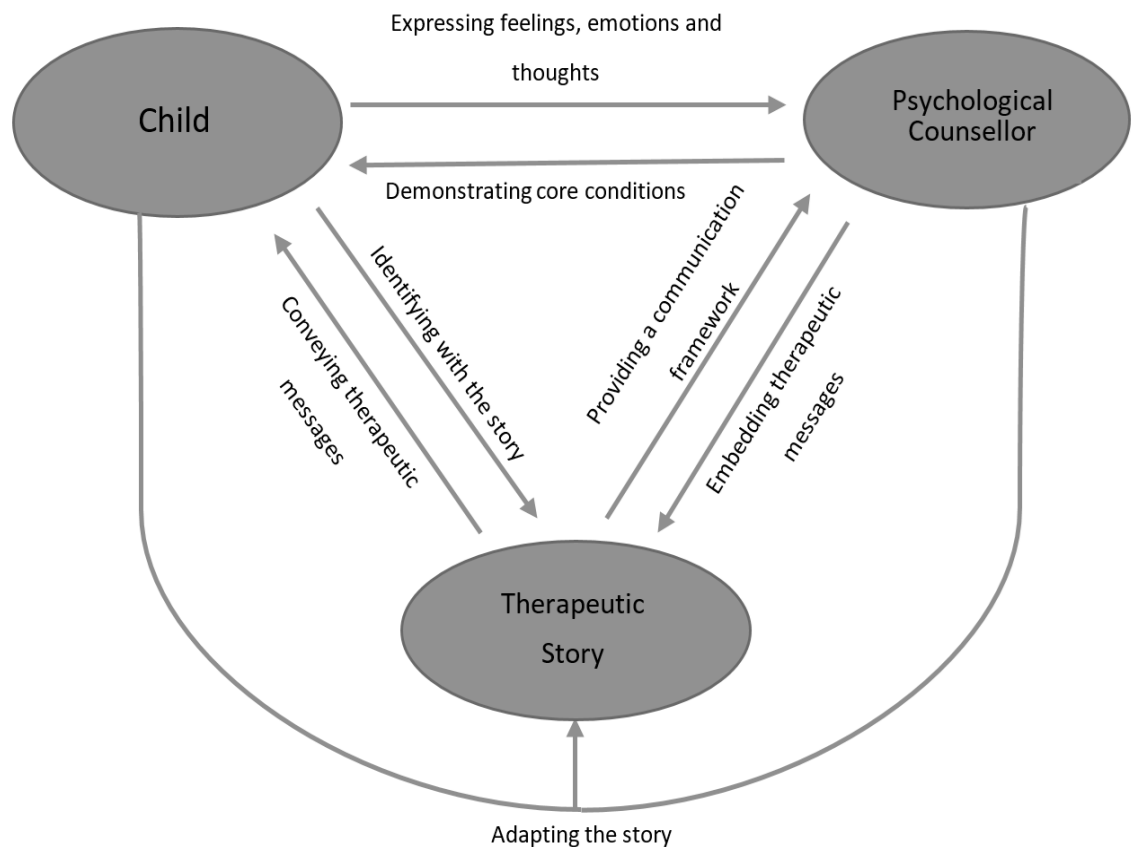 Expressing feelings, emotions and
thoughts
Child
Psychological
Counsellor
Demonstrating core conditions
Identifying with the story
Conveying therapeutic
messages
Providing a communication
framework
Embedding therapeutic
messages
Therapeutic
Story
Adapting the story